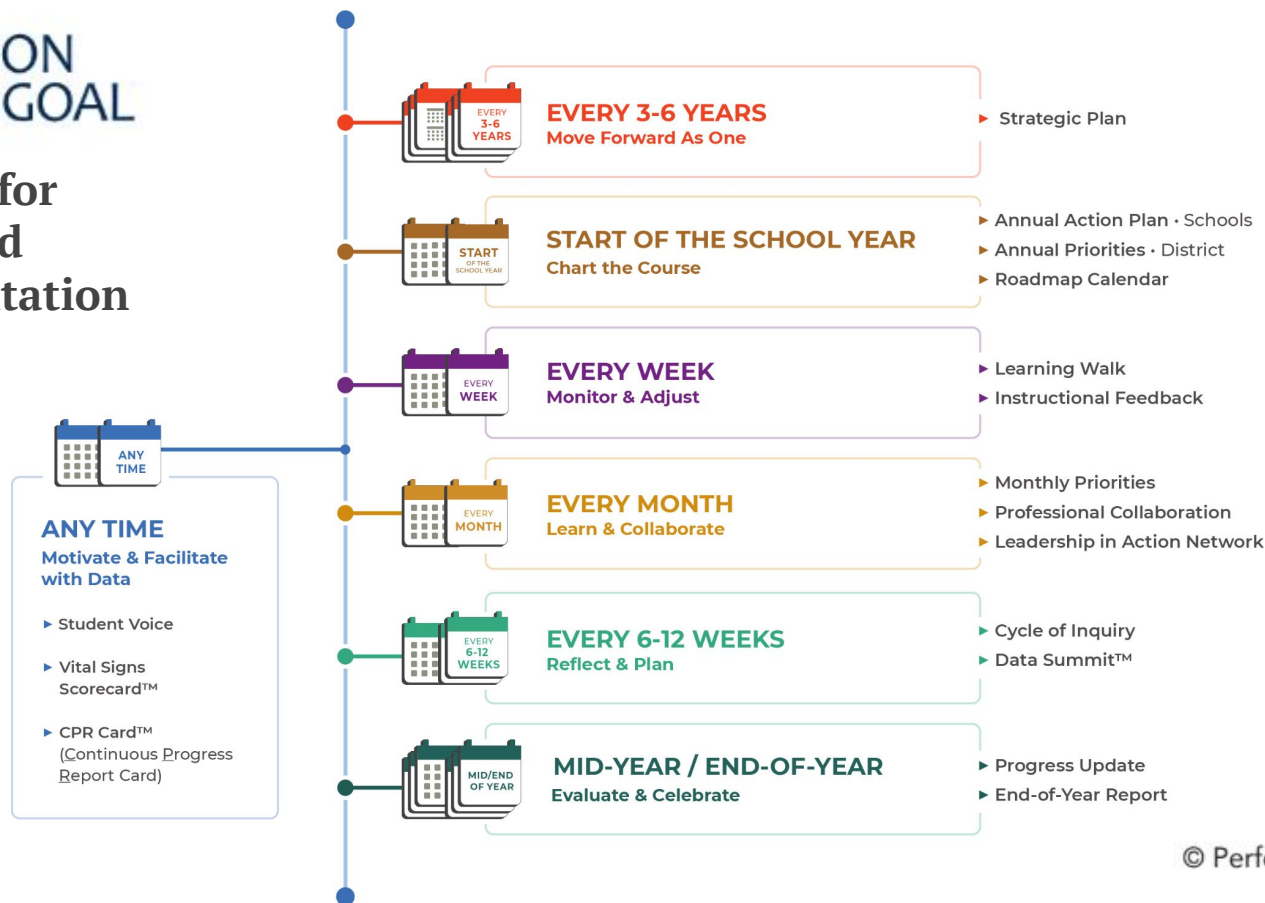 ON
GOAL
for
d
tation
EVERY
3-6
YEARS
EVERY 3-6 YEARS
Move Forward As One
► Strategic Plan
START
OF THE
SCHOOL YEAR
START OF THE SCHOOL YEAR
Chart the Course
► Annual Action Plan · Schools
► Annual Priorities · District
► Roadmap Calendar
EVERY
WEEK
EVERY WEEK
Monitor & Adjust
► Learning Walk
► Instructional Feedback
ANY
TIME
ANY TIME
Motivate & Facilitate
with Data
► Student Voice
► Vital Signs
Scorecard™
► CPR Card™
(Continuous Progress
Report Card)
EVERY
MONTH
EVERY MONTH
Learn & Collaborate
► Monthly Priorities
► Professional Collaboration
► Leadership in Action Network
EVERY
6-12
WEEKS
EVERY 6-12 WEEKS
Reflect & Plan
► Cycle of Inquiry
► Data Summit™
MID/END
OF YEAR
MID-YEAR / END-OF-YEAR
Evaluate & Celebrate
► Progress Update
► End-of-Year Report
© Perf